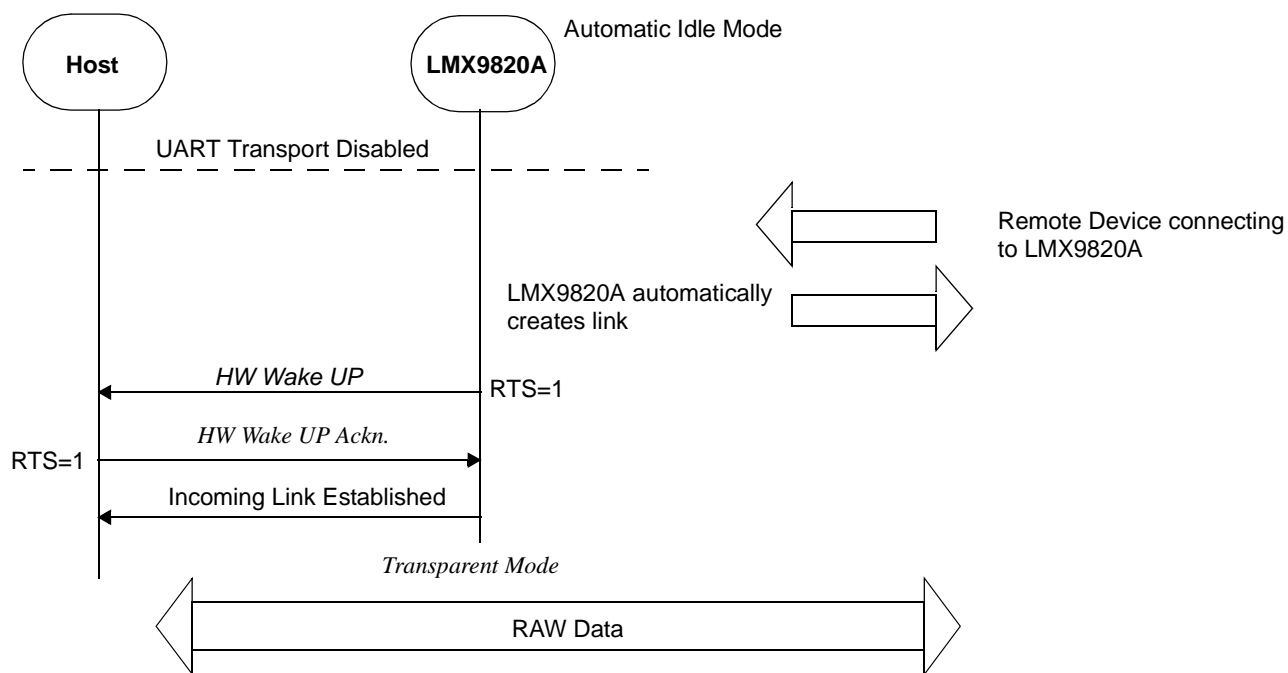 Automatic Idle Mode
Host
LMX9820A
UART Transport Disabled
Remote Device connecting
to LMX9820A
LMX9820A automatically
creates link
HW Wake UP
RTS=1
HW Wake UP Ackn.
RTS=1
Incoming Link Established
Transparent Mode
RAW Data